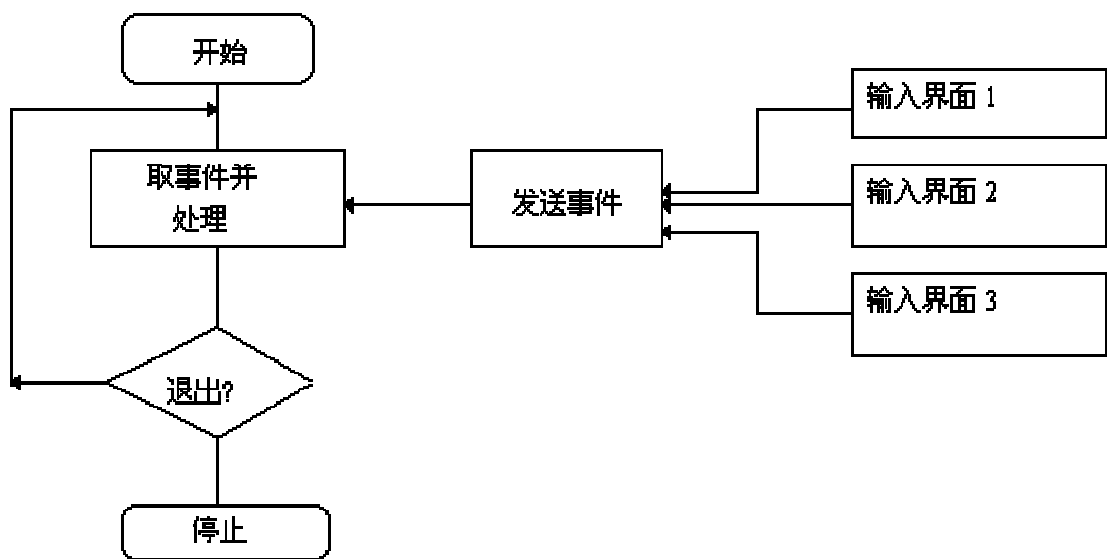 开始
取事件并
处理
发送事件
输入界面 1
输入界面 2
输入界面 3
退出?
停止